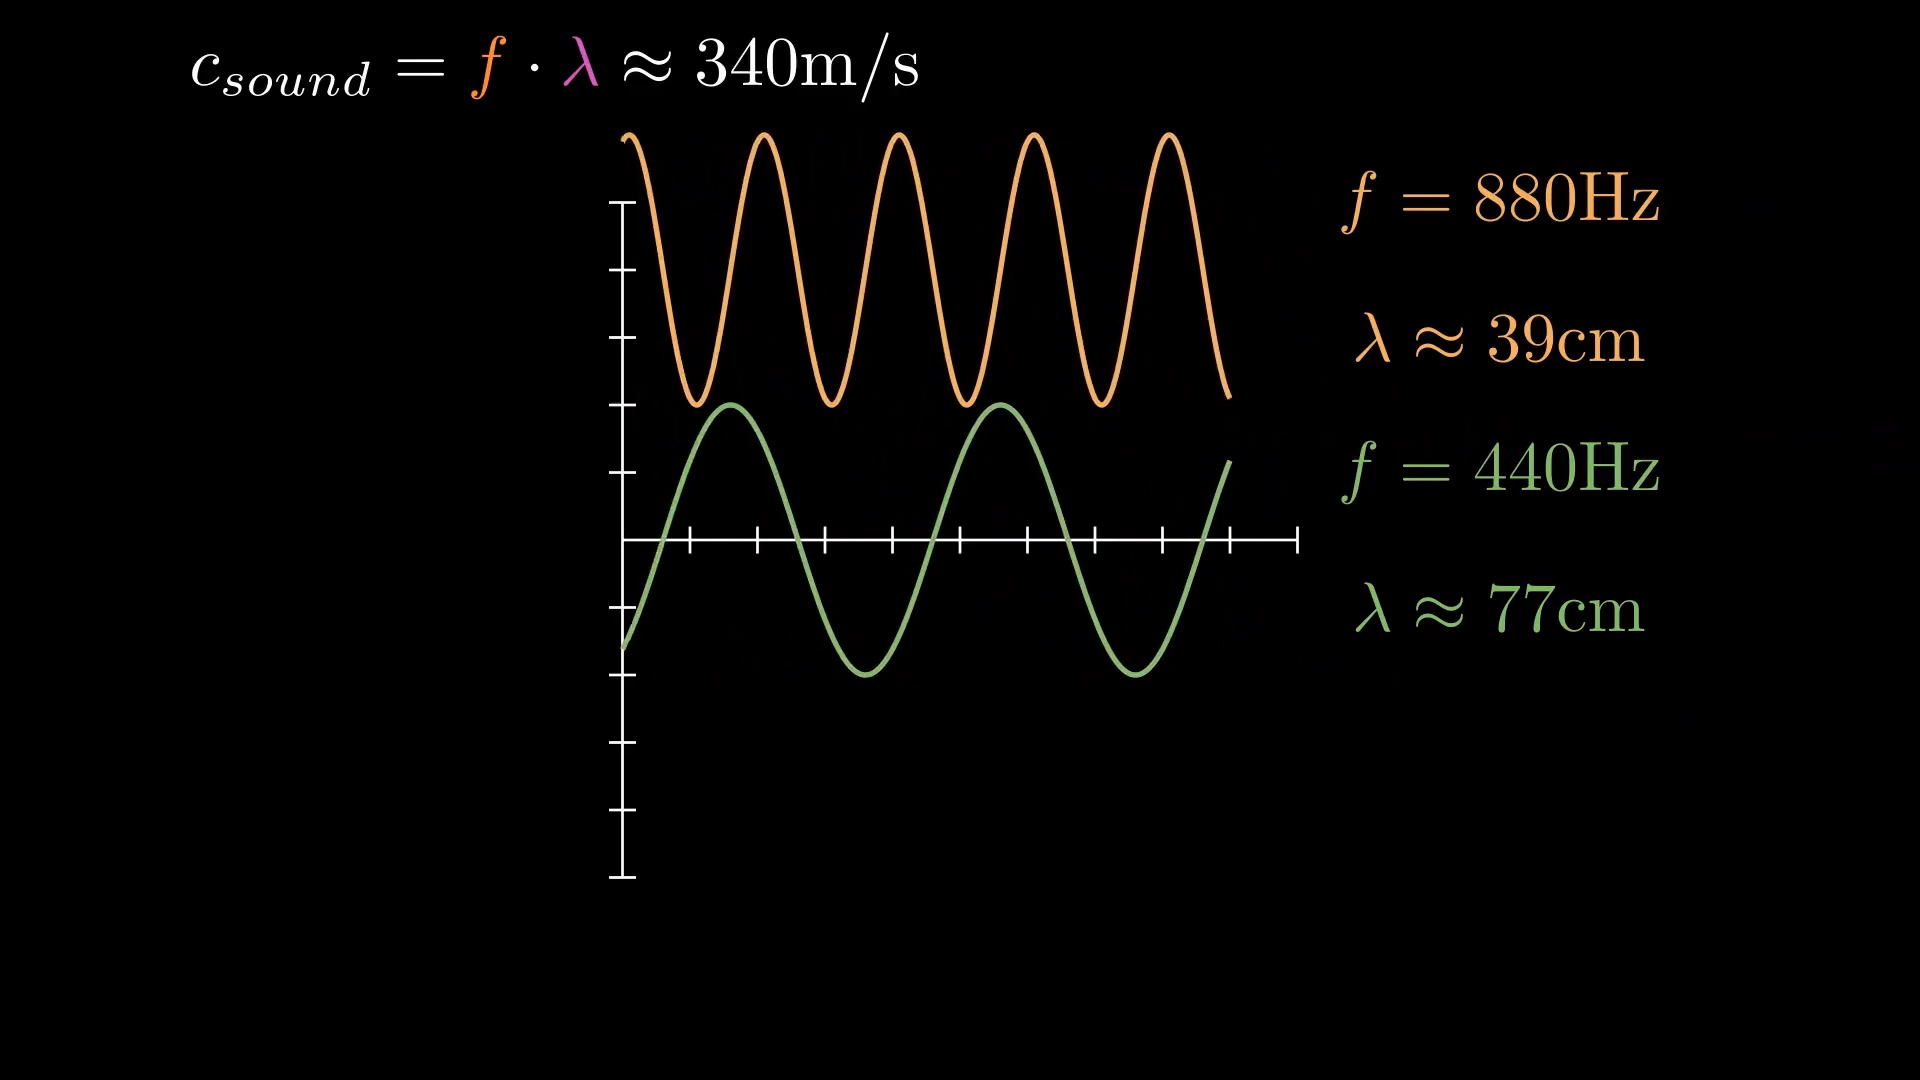 c_sound = f · λ ≈ 340m/s
f = 880Hz
λ ≈ 39cm
f = 440Hz
λ ≈ 77cm